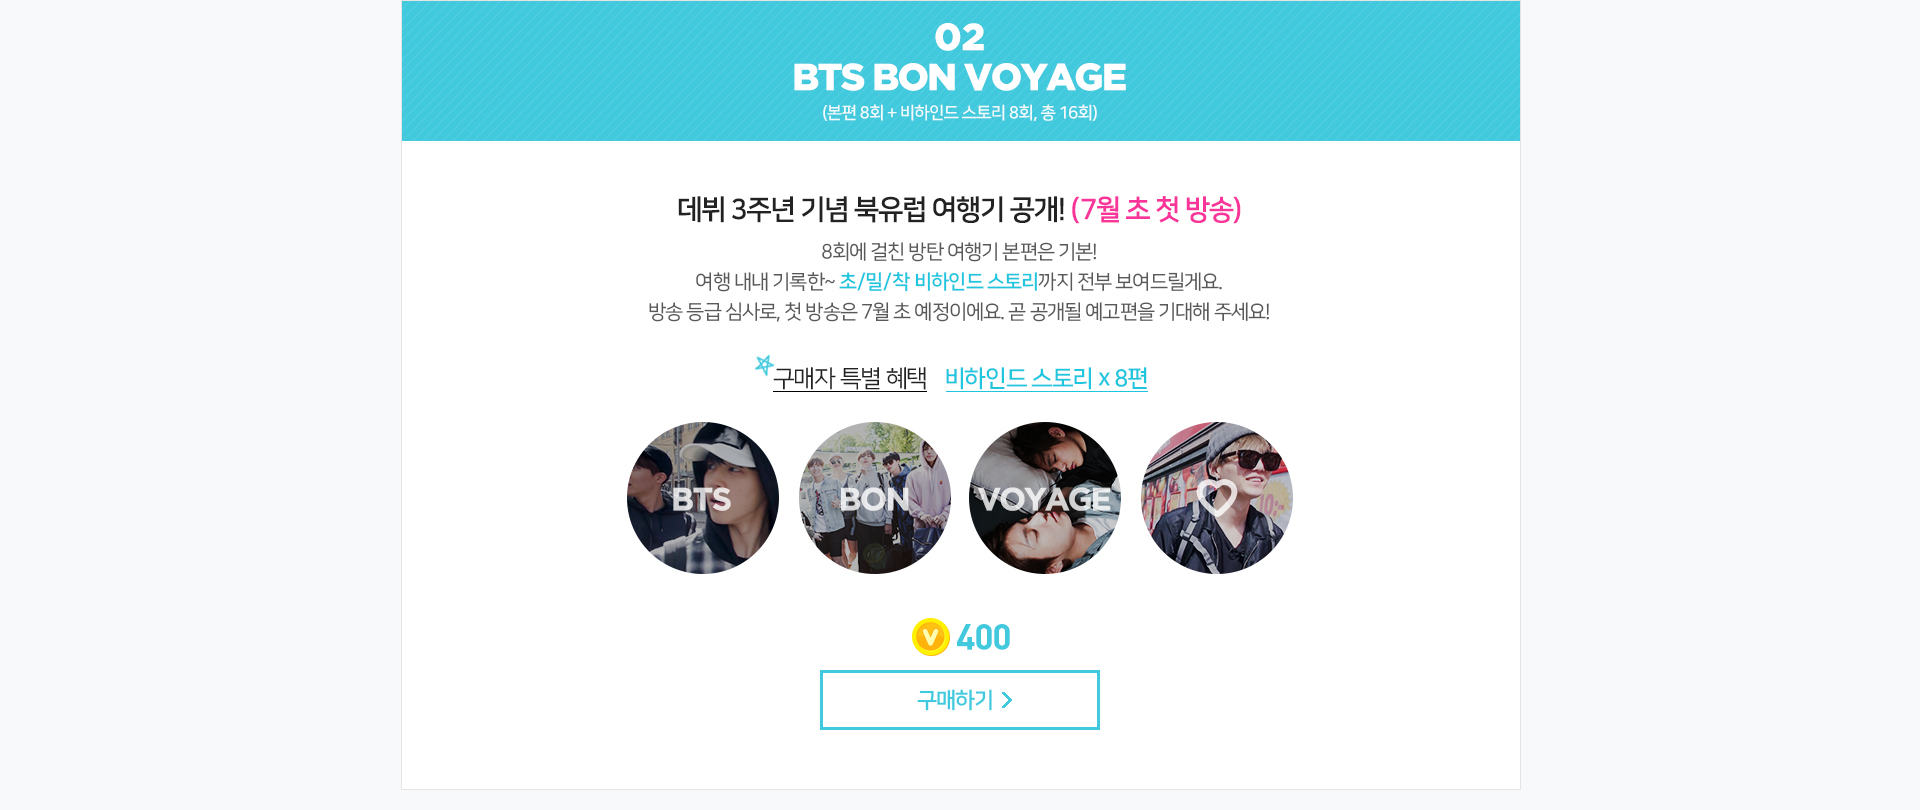 02
BTS BON VOYAGE
(본편 8회 + 비하인드 스토리 8회, 총 16회)
데뷔 3주년 기념 북유럽 여행기 공개! (7월 초 첫 방송)
8회에 걸친 방탄 여행기 본편은 기본!
여행 내내 기록한~ 초/밀/착 비하인드 스토리까지 전부 보여드릴게요.
방송 등급 심사로, 첫 방송은 7월 초 예정이에요. 곧 공개될 예고편을 기대해 주세요!
구매자 특별 혜택 비하인드 스토리 x 8편
BTS BON VOYAGE
V 400
구매하기 >